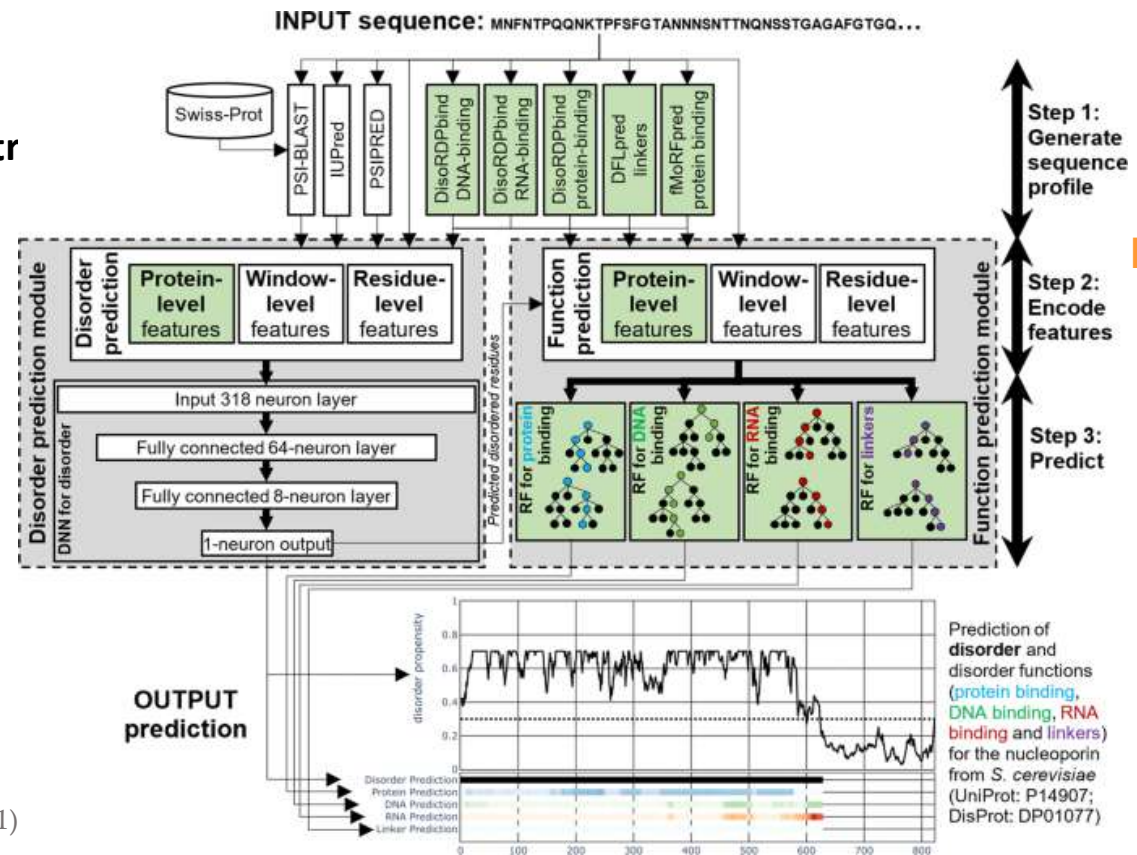 INPUT sequence: MNFNTPQQNKTPFSFGTANNNSNTTNQNSSTGAGAFGTGQ...
Swiss-Prot
PSI-BLAST
IUPred
PSIPRED
DisoRDPbind
DNA-binding
DisoRDPbind
RNA-binding
DisoRDPbind
protein-binding
DFLpred
linkers
fMoRFpred
protein binding
Step 1:
Generate
sequence
profile
tr
Disorder prediction module
Disorder
prediction
Protein-
level
features
Window-
level
features
Residue-
level
features
DNN for disorder
Input 318 neuron layer
Fully connected 64-neuron layer
Fully connected 8-neuron layer
1-neuron output
Predicted disordered residues
Function
prediction
Protein-
level
features
Window-
level
features
Residue-
level
features
Function prediction module
Step 2:
Encode
features
RF for protein
binding
RF for DNA
binding
RF for RNA
binding
RF for linkers
Step 3:
Predict
OUTPUT
prediction
disorder propensity
1
0.8
0.6
0.4
0.2
0
Disorder Prediction
Protein Prediction
DNA Prediction
RNA Prediction
Linker Prediction
0 100 200 300 400 500 600 700 800
Prediction of
disorder and
disorder functions
(protein binding,
DNA binding, RNA
binding and linkers)
for the nucleoporin
from S. cerevisiae
(UniProt: P14907;
DisProt: DP01077)
1)